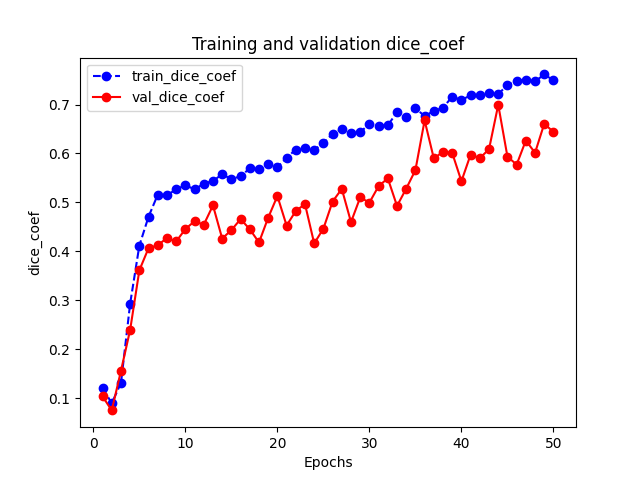 Training and validation dice_coef
train_dice_coef
val_dice_coef
0.7
0.6
0.5
0.4
0.3
0.2
0.1
dice_coef
0 10 20 30 40 50
Epochs